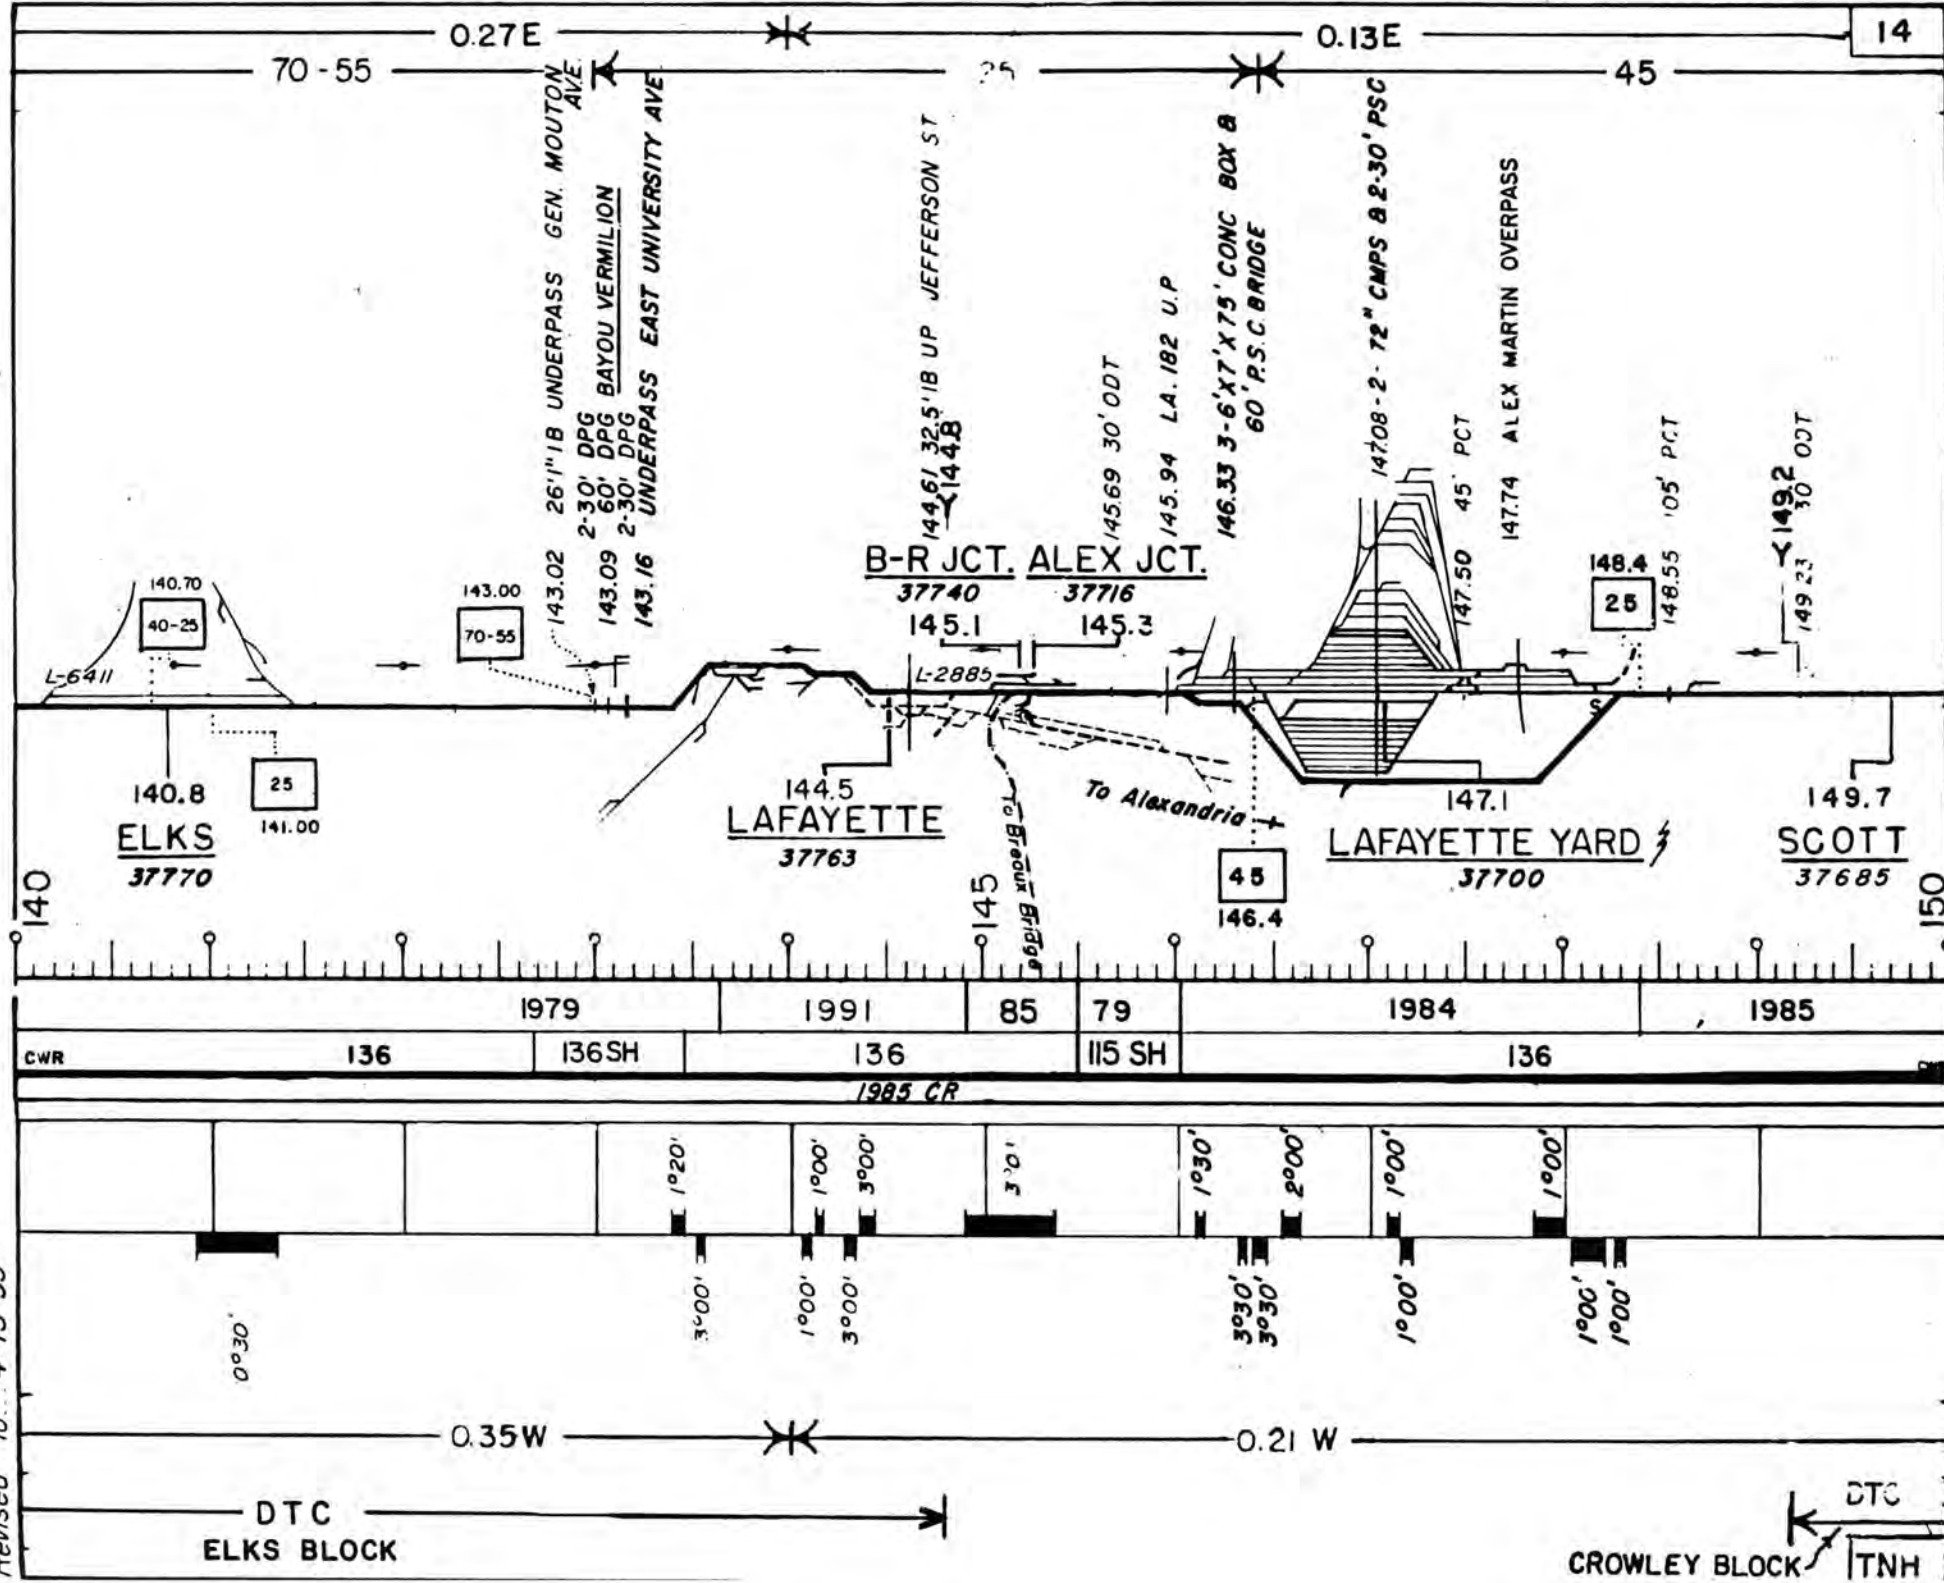 0.27E
0.13E
14
70-55
25
45
143.02 26'1" IB UNDERPASS GEN. MOUTON AVE.
2-30' DPG
143.09 60' DPG BAYOU VERMILION
2-30' DPG
143.16 UNDERPASS EAST UNIVERSITY AVE
144.61 32.5' IB UP JEFFERSON ST
144.8
145.69 30' ODT
145.94 LA. 182 U.P
146.33 3-6'X7'X75' CONC BOX &
60' P.S.C. BRIDGE
147.08-2-72" CMPS & 2-30' PSC
147.50 45' PCT
147.74 ALEX MARTIN OVERPASS
148.55 105' PCT
149.2
149.23 30' ODT
B-R JCT.
37740
145.1
ALEX JCT.
37716
145.3
140.70
40-25
143.00
70-55
148.4
25
L-6411
L-2885
S
140.8
ELKS
37770
25
141.00
144.5
LAFAYETTE
37763
To Breaux Bridge
To Alexandria
45
146.4
147.1
LAFAYETTE YARD
37700
149.7
SCOTT
37685
140
145
150
1979
1991
85
79
1984
1985
CWR
136
136SH
136
115 SH
136
1985 CR
1°20'
1°00'
3°00'
3°0'
1°30'
2°00'
1°00'
1°00'
0°30'
3°00'
1°00'
3°00'
3°30'
3°30'
1°00'
1°00'
1°00'
0.35W
0.21 W
DTC
ELKS BLOCK
DTC
CROWLEY BLOCK
TNH
Revised